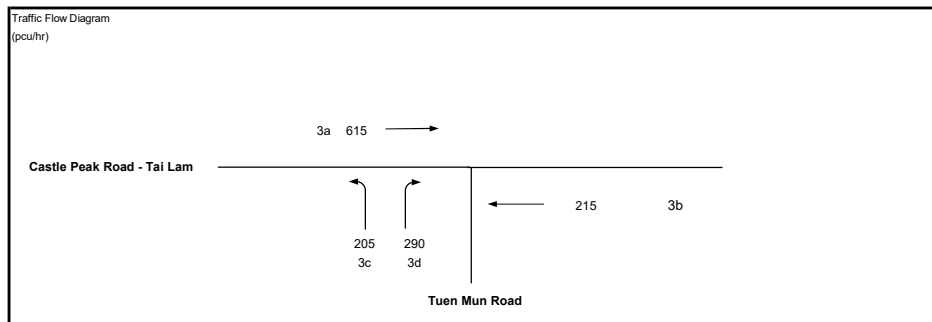 Traffic Flow Diagram
(pcu/hr)
3a 615
Castle Peak Road - Tai Lam
215 3b
205 290
3c 3d
Tuen Mun Road